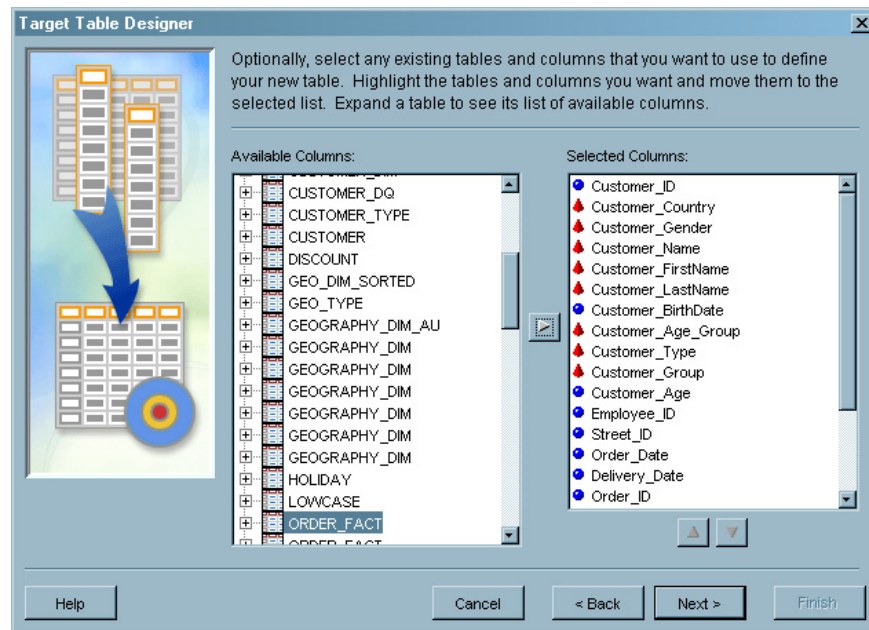 Target Table Designer
Optionally, select any existing tables and columns that you want to use to define
your new table. Highlight the tables and columns you want and move them to the
selected list. Expand a table to see its list of available columns.
Available Columns:
CUSTOMER_DIM
CUSTOMER_DQ
CUSTOMER_TYPE
CUSTOMER
DISCOUNT
GEO_DIM_SORTED
GEO_TYPE
GEOGRAPHY_DIM_AU
GEOGRAPHY_DIM
GEOGRAPHY_DIM
GEOGRAPHY_DIM
GEOGRAPHY_DIM
GEOGRAPHY_DIM
GEOGRAPHY_DIM
HOLIDAY
LOWCASE
ORDER_FACT
ORDER_FACT
Selected Columns:
Customer_ID
Customer_Country
Customer_Gender
Customer_Name
Customer_FirstName
Customer_LastName
Customer_BirthDate
Customer_Age_Group
Customer_Type
Customer_Group
Customer_Age
Employee_ID
Street_ID
Order_Date
Delivery_Date
Order_ID
Help
Cancel
< Back
Next >
Finish